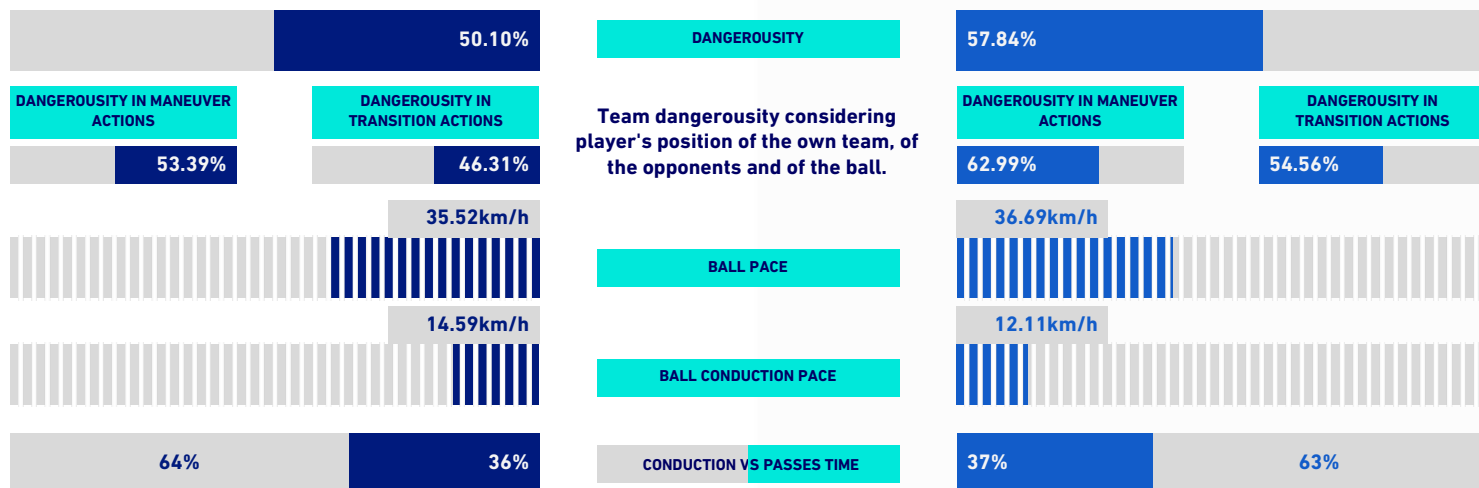 50.10%
DANGEROUSITY
57.84%
DANGEROUSITY IN MANEUVER
ACTIONS
DANGEROUSITY IN
TRANSITION ACTIONS
53.39%
46.31%
Team dangerousity considering
player's position of the own team, of
the opponents and of the ball.
DANGEROUSITY IN MANEUVER
ACTIONS
DANGEROUSITY IN
TRANSITION ACTIONS
62.99%
54.56%
35.52km/h
BALL PACE
36.69km/h
14.59km/h
BALL CONDUCTION PACE
12.11km/h
64%
36%
CONDUCTION VS PASSES TIME
37%
63%